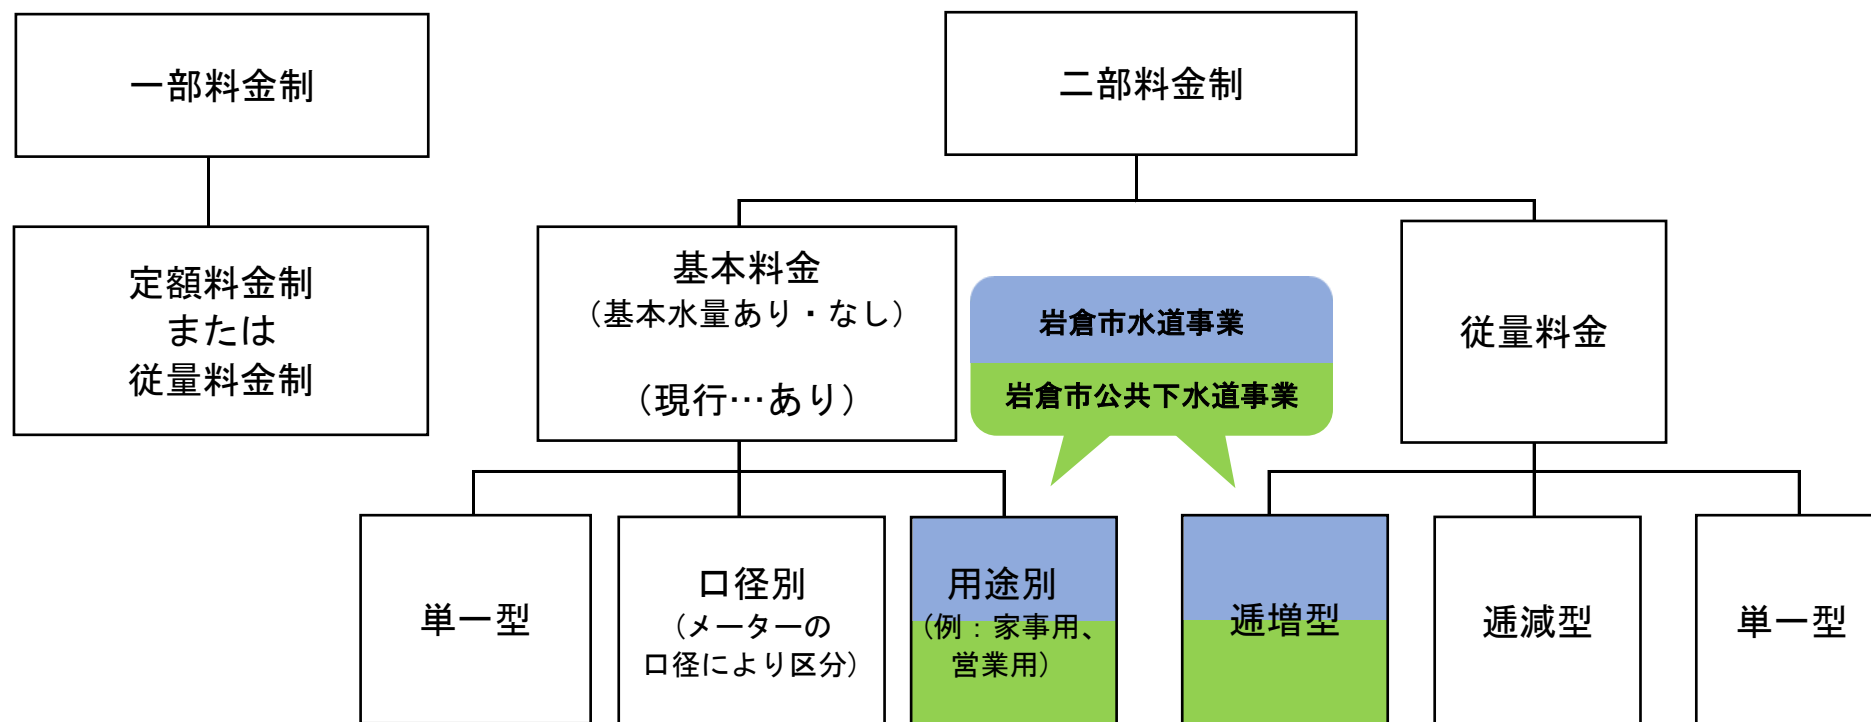 一部料金制
二部料金制
定額料金制
または
従量料金制
基本料金
（基本水量あり・なし）
（現行…あり）
岩倉市水道事業
岩倉市公共下水道事業
従量料金
単一型
口径別
（メーターの
口径により区分）
用途別
（例：家事用、
営業用）
逓増型
逓減型
単一型